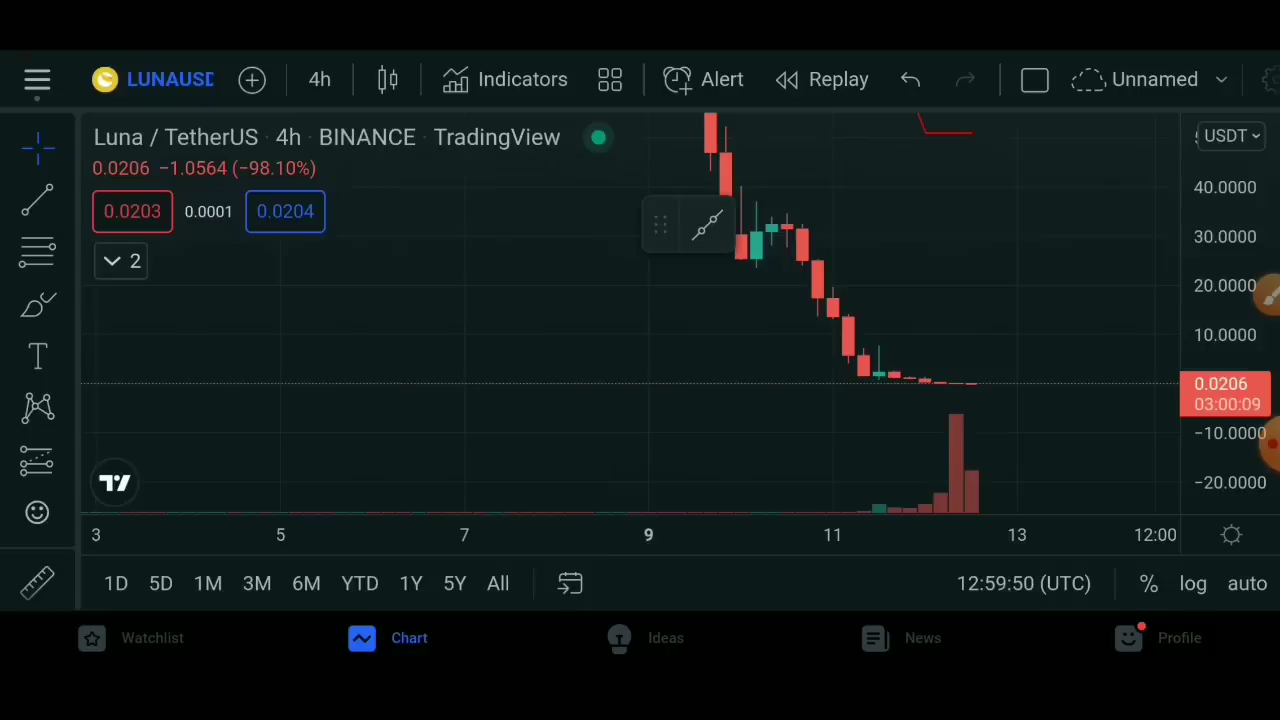 LUNAUSD
4h
Indicators
Alert
Replay
Unnamed
Luna / TetherUS · 4h · BINANCE · TradingView
0.0206 −1.0564 (−98.10%)
0.0203
0.0001
0.0204
2
USDT
40.0000
30.0000
20.0000
10.0000
0.0206
03:00:09
−10.0000
−20.0000
3
5
7
9
11
13
12:00
1D
5D
1M
3M
6M
YTD
1Y
5Y
All
12:59:50 (UTC)
%
log
auto
Watchlist
Chart
Ideas
News
Profile